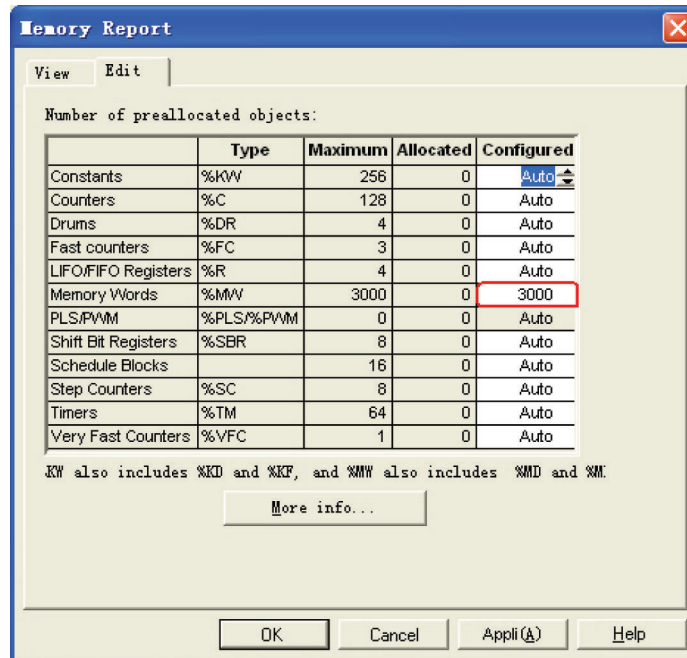 Memory Report
View Edit
Number of preallocated objects:
Type Maximum Allocated Configured
Constants %KW 256 0 Auto
Counters %C 128 0 Auto
Drums %DR 4 0 Auto
Fast counters %FC 3 0 Auto
LIFO/FIFO Registers %R 4 0 Auto
Memory Words %MW 3000 0 3000
PLS/PWM %PLS/%PWM 0 0 Auto
Shift Bit Registers %SBR 8 0 Auto
Schedule Blocks 16 0 Auto
Step Counters %SC 8 0 Auto
Timers %TM 64 0 Auto
Very Fast Counters %VFC 1 0 Auto
KW also includes %KD and %KF, and %MW also includes %MD and %M
More info...
OK Cancel Appli(A) Help